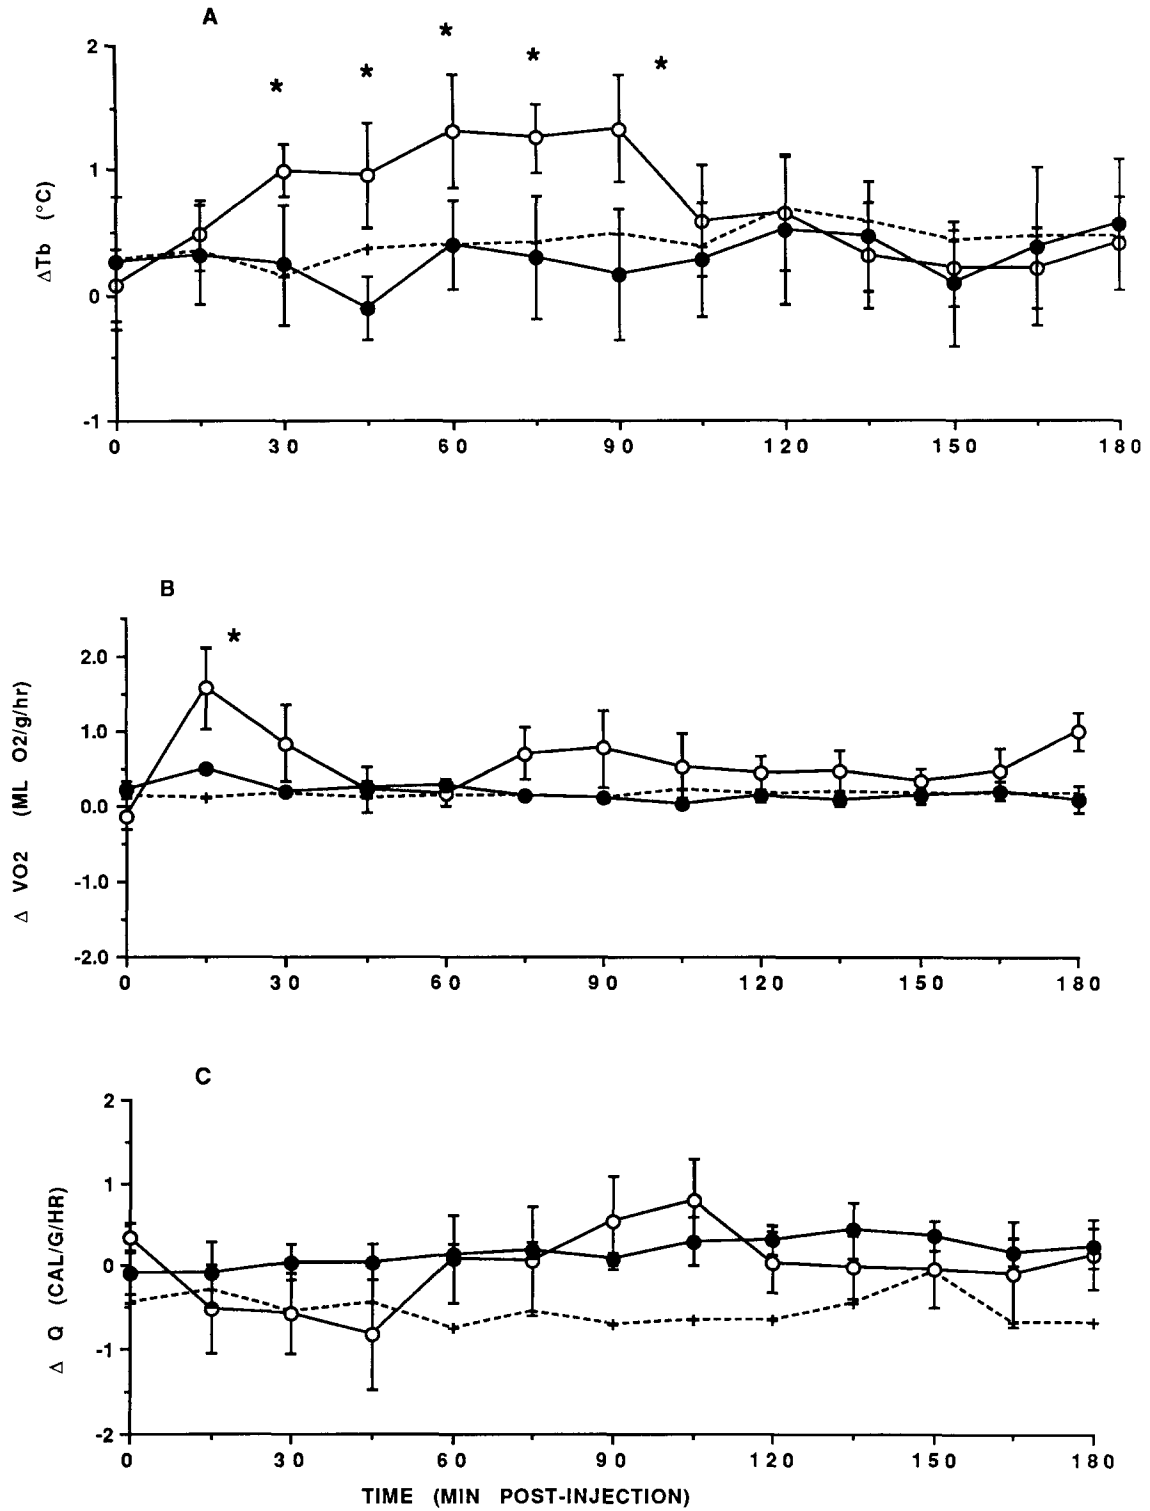 A
* * * * *
2
1
0
-1
ΔTb (°C)
0 30 60 90 120 150 180
B
*
2.0
1.0
0.0
-1.0
-2.0
Δ VO2 (ML O2/g/hr)
0 30 60 90 120 150 180
C
2
1
0
-1
-2
Δ Q (CAL/G/HR)
0 30 60 90 120 150 180
TIME (MIN POST-INJECTION)